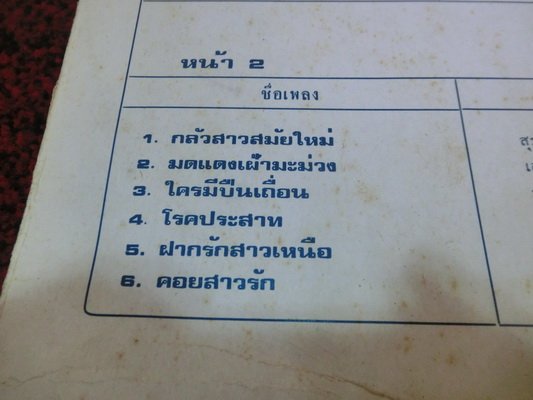 หน้า 2
ชื่อเพลง
1. กลัวสาวสมัยใหม่
2. มดแดงเฝ้ามะม่วง
3. ใครมีปืนเถื่อน
4. โรคประสาท
5. ฝากรักสาวเหนือ
6. คอยสาวรัก